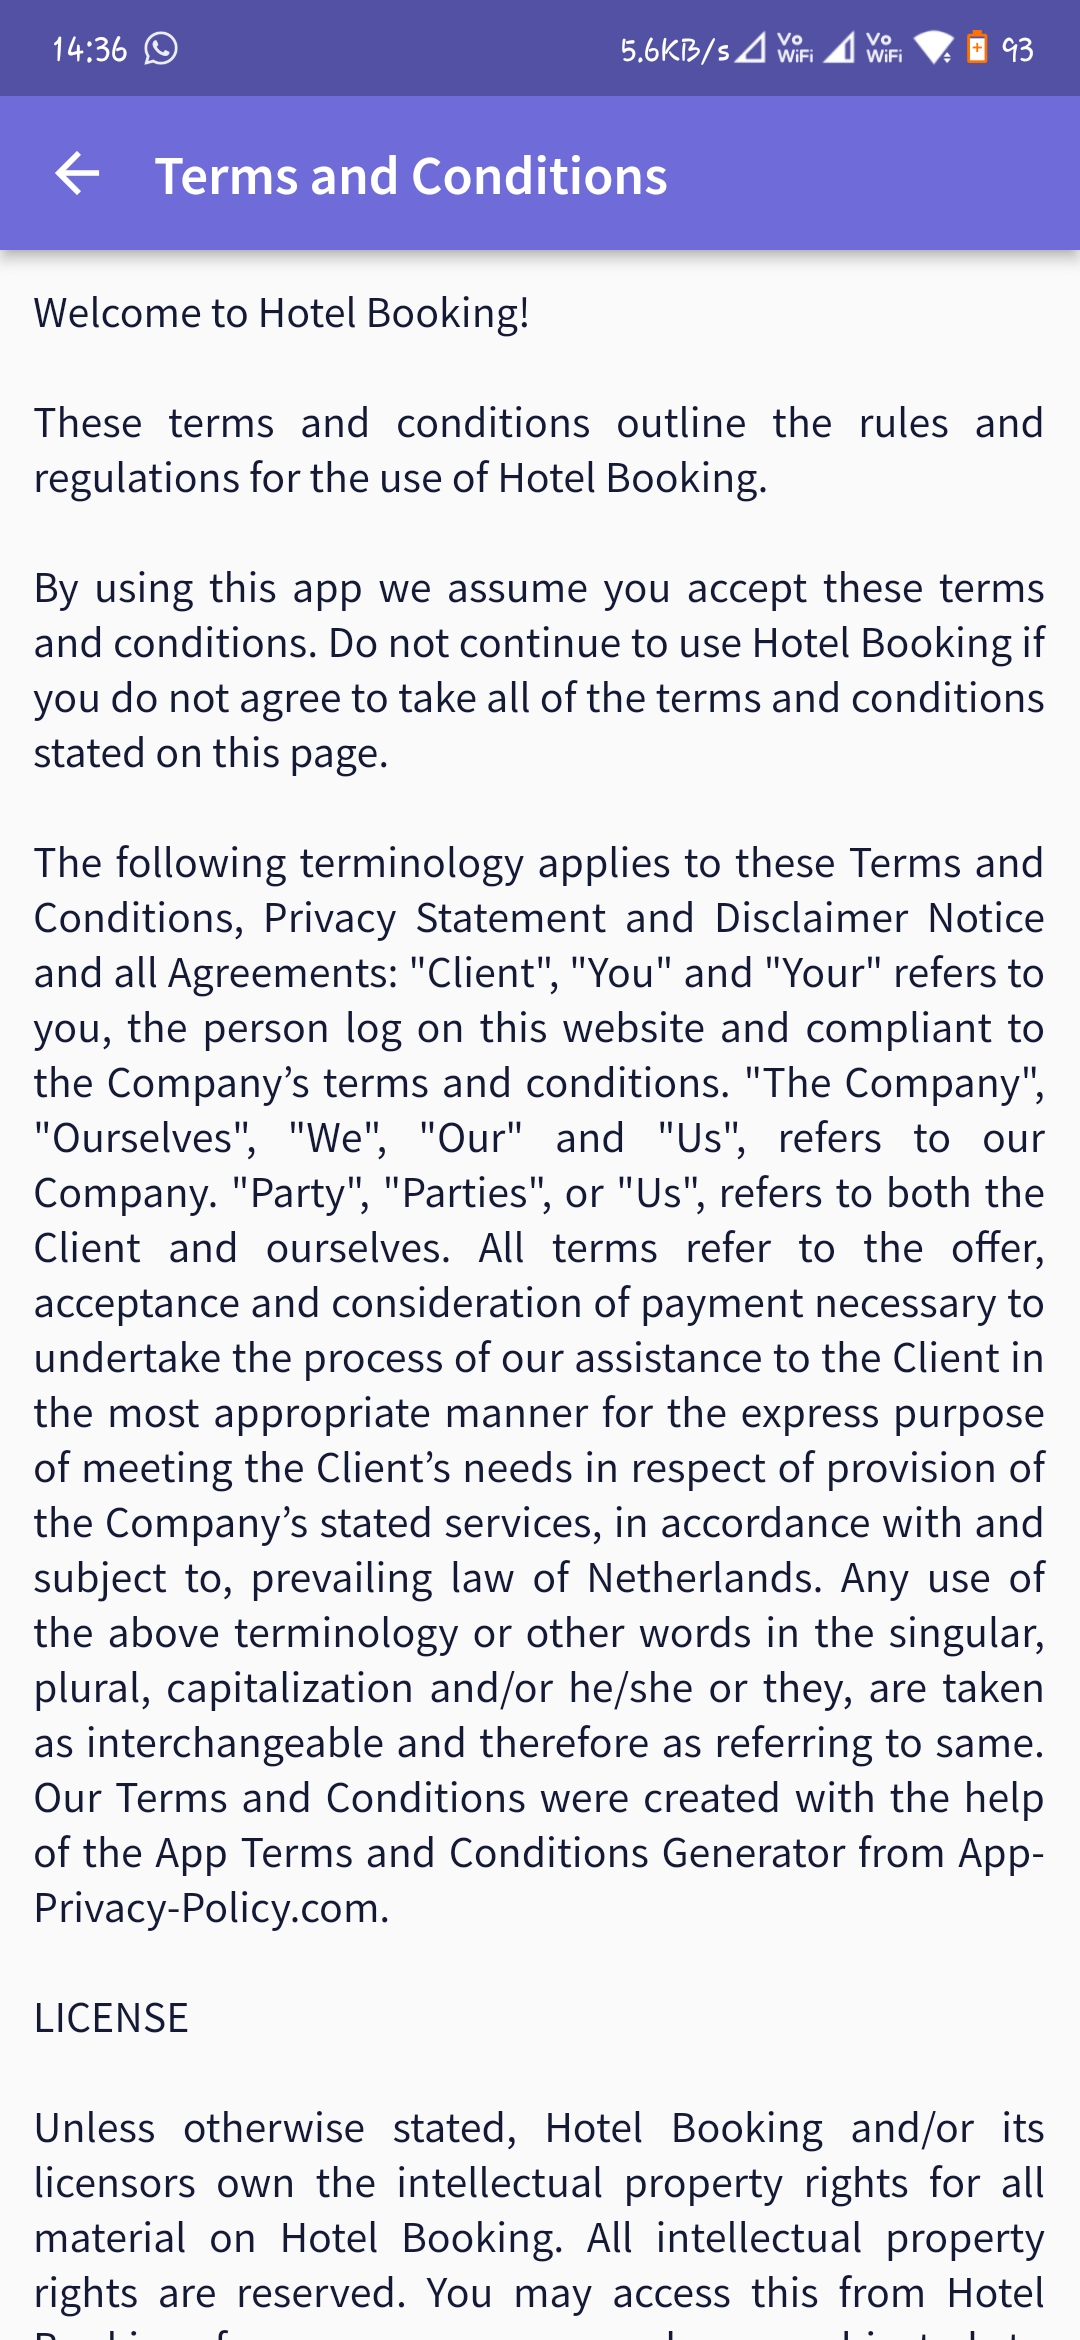 14:36
5.6KB/s Vo WiFi Vo WiFi 93
Terms and Conditions
Welcome to Hotel Booking!
These terms and conditions outline the rules and
regulations for the use of Hotel Booking.
By using this app we assume you accept these terms
and conditions. Do not continue to use Hotel Booking if
you do not agree to take all of the terms and conditions
stated on this page.
The following terminology applies to these Terms and
Conditions, Privacy Statement and Disclaimer Notice
and all Agreements: "Client", "You" and "Your" refers to
you, the person log on this website and compliant to
the Company’s terms and conditions. "The Company",
"Ourselves", "We", "Our" and "Us", refers to our
Company. "Party", "Parties", or "Us", refers to both the
Client and ourselves. All terms refer to the offer,
acceptance and consideration of payment necessary to
undertake the process of our assistance to the Client in
the most appropriate manner for the express purpose
of meeting the Client’s needs in respect of provision of
the Company’s stated services, in accordance with and
subject to, prevailing law of Netherlands. Any use of
the above terminology or other words in the singular,
plural, capitalization and/or he/she or they, are taken
as interchangeable and therefore as referring to same.
Our Terms and Conditions were created with the help
of the App Terms and Conditions Generator from App-
Privacy-Policy.com.
LICENSE
Unless otherwise stated, Hotel Booking and/or its
licensors own the intellectual property rights for all
material on Hotel Booking. All intellectual property
rights are reserved. You may access this from Hotel